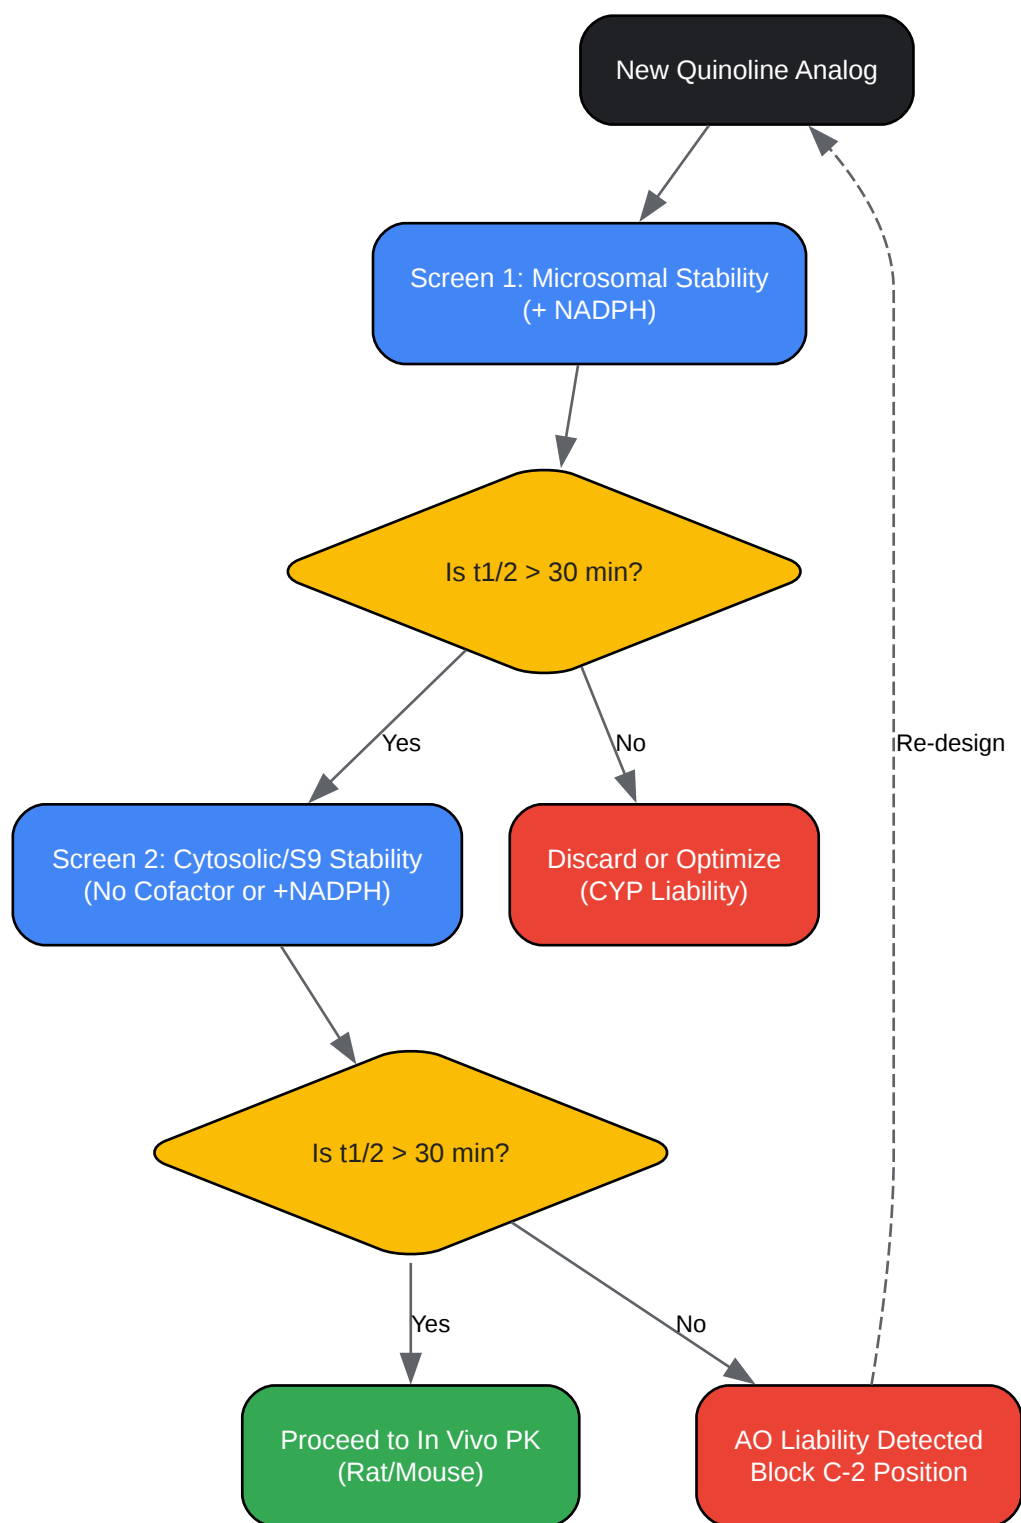 New Quinoline Analog
Screen 1: Microsomal Stability
(+ NADPH)
Is t1/2 > 30 min?
Yes
No
Re-design
Screen 2: Cytosolic/S9 Stability
(No Cofactor or +NADPH)
Discard or Optimize
(CYP Liability)
Is t1/2 > 30 min?
Yes
No
Proceed to In Vivo PK
(Rat/Mouse)
AO Liability Detected
Block C-2 Position